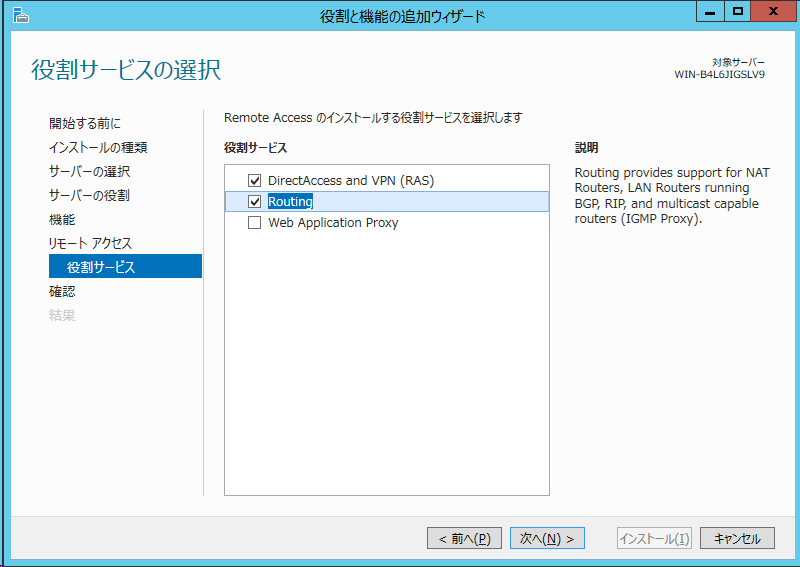 役割と機能の追加ウィザード
役割サービスの選択
対象サーバー
WIN-B4L6JIGSLV9
開始する前に
インストールの種類
サーバーの選択
サーバーの役割
機能
リモート アクセス
役割サービス
確認
結果
Remote Access のインストールする役割サービスを選択します
役割サービス
DirectAccess and VPN (RAS)
Routing
Web Application Proxy
説明
Routing provides support for NAT
Routers, LAN Routers running
BGP, RIP, and multicast capable
routers (IGMP Proxy).
< 前へ(P)
次へ(N) >
インストール(I)
キャンセル